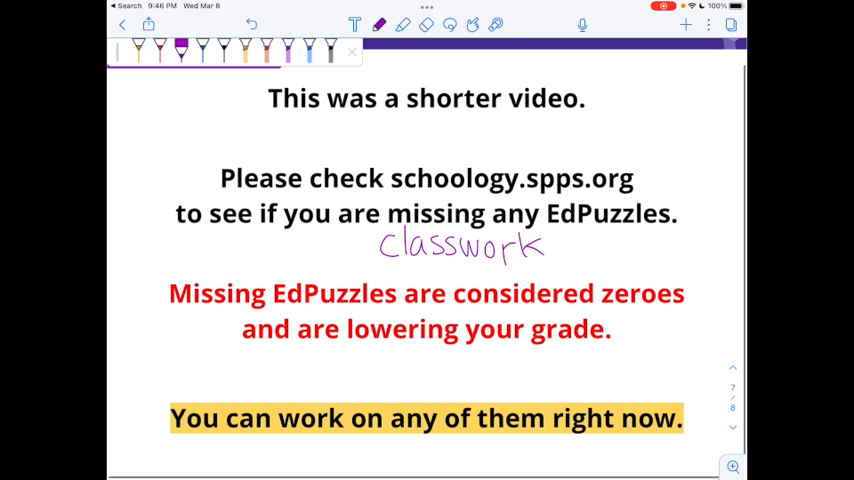 Search 9:46 PM Wed Mar 8 100%
T
This was a shorter video.
Please check schoology.spps.org
to see if you are missing any EdPuzzles.
classwork
Missing EdPuzzles are considered zeroes
and are lowering your grade.
7
/
8
You can work on any of them right now.